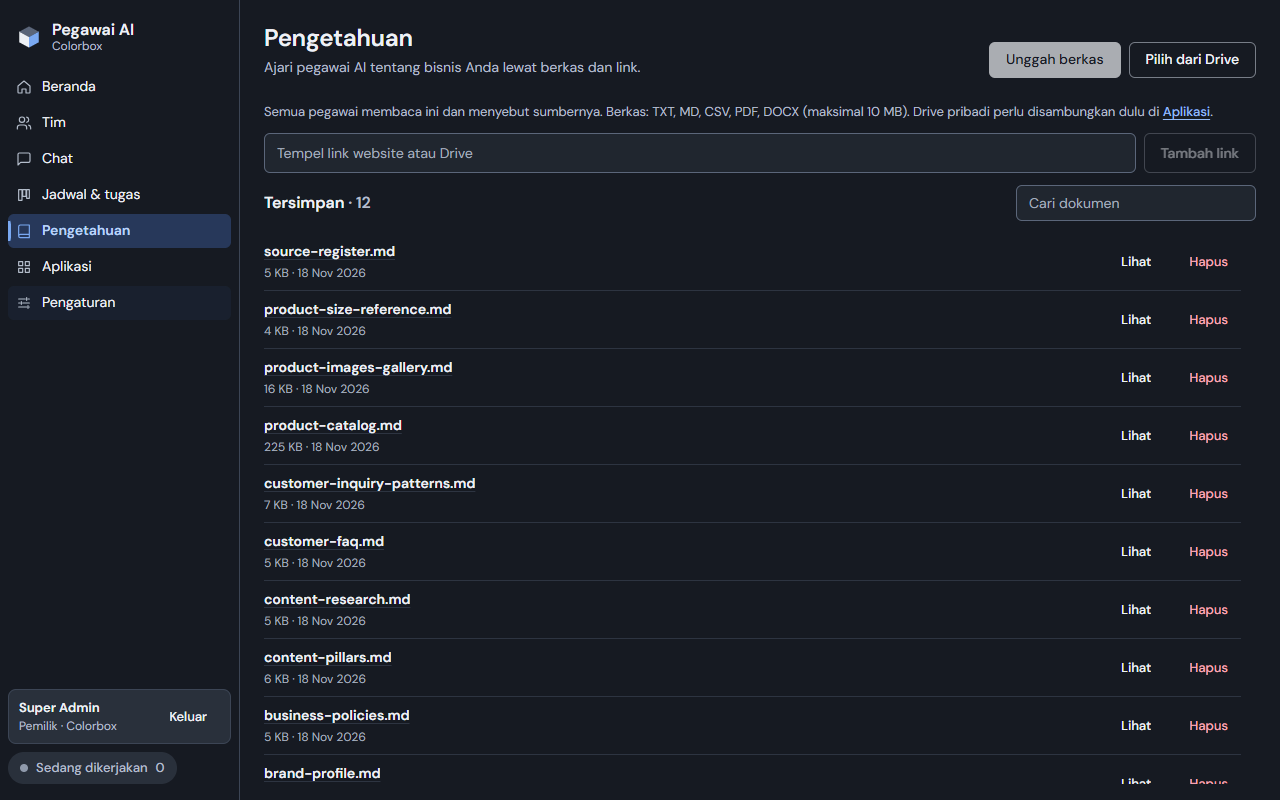 Pegawai AI
Colorbox
Beranda
Tim
Chat
Jadwal & tugas
Pengetahuan
Aplikasi
Pengaturan
Super Admin
Pemilik · Colorbox
Keluar
Sedang dikerjakan 0
Pengetahuan
Ajari pegawai AI tentang bisnis Anda lewat berkas dan link.
Unggah berkas
Pilih dari Drive
Semua pegawai membaca ini dan menyebut sumbernya. Berkas: TXT, MD, CSV, PDF, DOCX (maksimal 10 MB). Drive pribadi perlu disambungkan dulu di Aplikasi.
Tempel link website atau Drive
Tambah link
Tersimpan · 12
Cari dokumen
source-register.md
5 KB · 18 Nov 2026
Lihat Hapus
product-size-reference.md
4 KB · 18 Nov 2026
Lihat Hapus
product-images-gallery.md
16 KB · 18 Nov 2026
Lihat Hapus
product-catalog.md
225 KB · 18 Nov 2026
Lihat Hapus
customer-inquiry-patterns.md
7 KB · 18 Nov 2026
Lihat Hapus
customer-faq.md
5 KB · 18 Nov 2026
Lihat Hapus
content-research.md
5 KB · 18 Nov 2026
Lihat Hapus
content-pillars.md
6 KB · 18 Nov 2026
Lihat Hapus
business-policies.md
5 KB · 18 Nov 2026
Lihat Hapus
brand-profile.md
Lihat Hapus